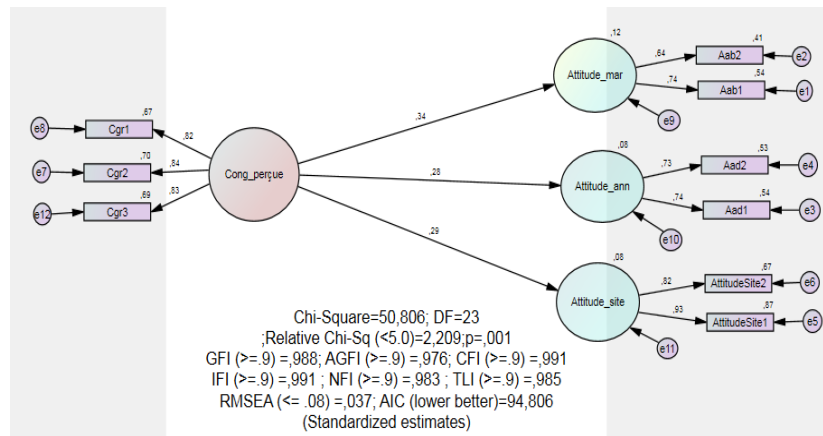 ,12
,41
,64
Aab2
e2
Attitude_mar
,74
,54
Aab1
e1
e9
,34
,67
e8
Cgr1
,82
,70
e7
Cgr2
,84
Cong_perçue
,69
e12
Cgr3
,83
,28
,08
,53
,73
Aad2
e4
Attitude_ann
,74
,54
Aad1
e3
e10
,29
,08
,67
,82
AttitudeSite2
e6
Attitude_site
,93
,87
AttitudeSite1
e5
e11
Chi-Square=50,806; DF=23
;Relative Chi-Sq (<5.0)=2,209;p=,001
GFI (>=.9) =,988; AGFI (>=.9) =,976; CFI (>=.9) =,991
IFI (>=.9) =,991 ; NFI (>=.9) =,983 ; TLI (>=.9) =,985
RMSEA (<= .08) =,037; AIC (lower better)=94,806
(Standardized estimates)